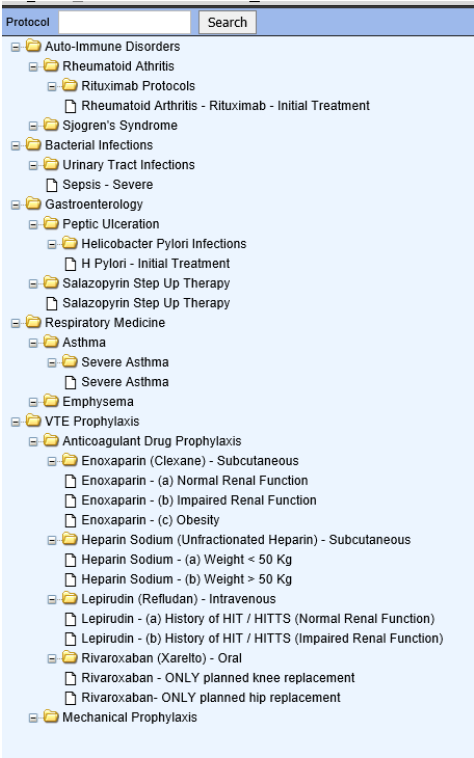 Protocol Search
Auto-Immune Disorders
Rheumatoid Athritis
Rituximab Protocols
Rheumatoid Arthritis - Rituximab - Initial Treatment
Sjogren's Syndrome
Bacterial Infections
Urinary Tract Infections
Sepsis - Severe
Gastroenterology
Peptic Ulceration
Helicobacter Pylori Infections
H Pylori - Initial Treatment
Salazopyrin Step Up Therapy
Salazopyrin Step Up Therapy
Respiratory Medicine
Asthma
Severe Asthma
Severe Asthma
Emphysema
VTE Prophylaxis
Anticoagulant Drug Prophylaxis
Enoxaparin (Clexane) - Subcutaneous
Enoxaparin - (a) Normal Renal Function
Enoxaparin - (b) Impaired Renal Function
Enoxaparin - (c) Obesity
Heparin Sodium (Unfractionated Heparin) - Subcutaneous
Heparin Sodium - (a) Weight < 50 Kg
Heparin Sodium - (b) Weight > 50 Kg
Lepirudin (Refludan) - Intravenous
Lepirudin - (a) History of HIT / HITTS (Normal Renal Function)
Lepirudin - (b) History of HIT / HITTS (Impaired Renal Function)
Rivaroxaban (Xarelto) - Oral
Rivaroxaban - ONLY planned knee replacement
Rivaroxaban- ONLY planned hip replacement
Mechanical Prophylaxis